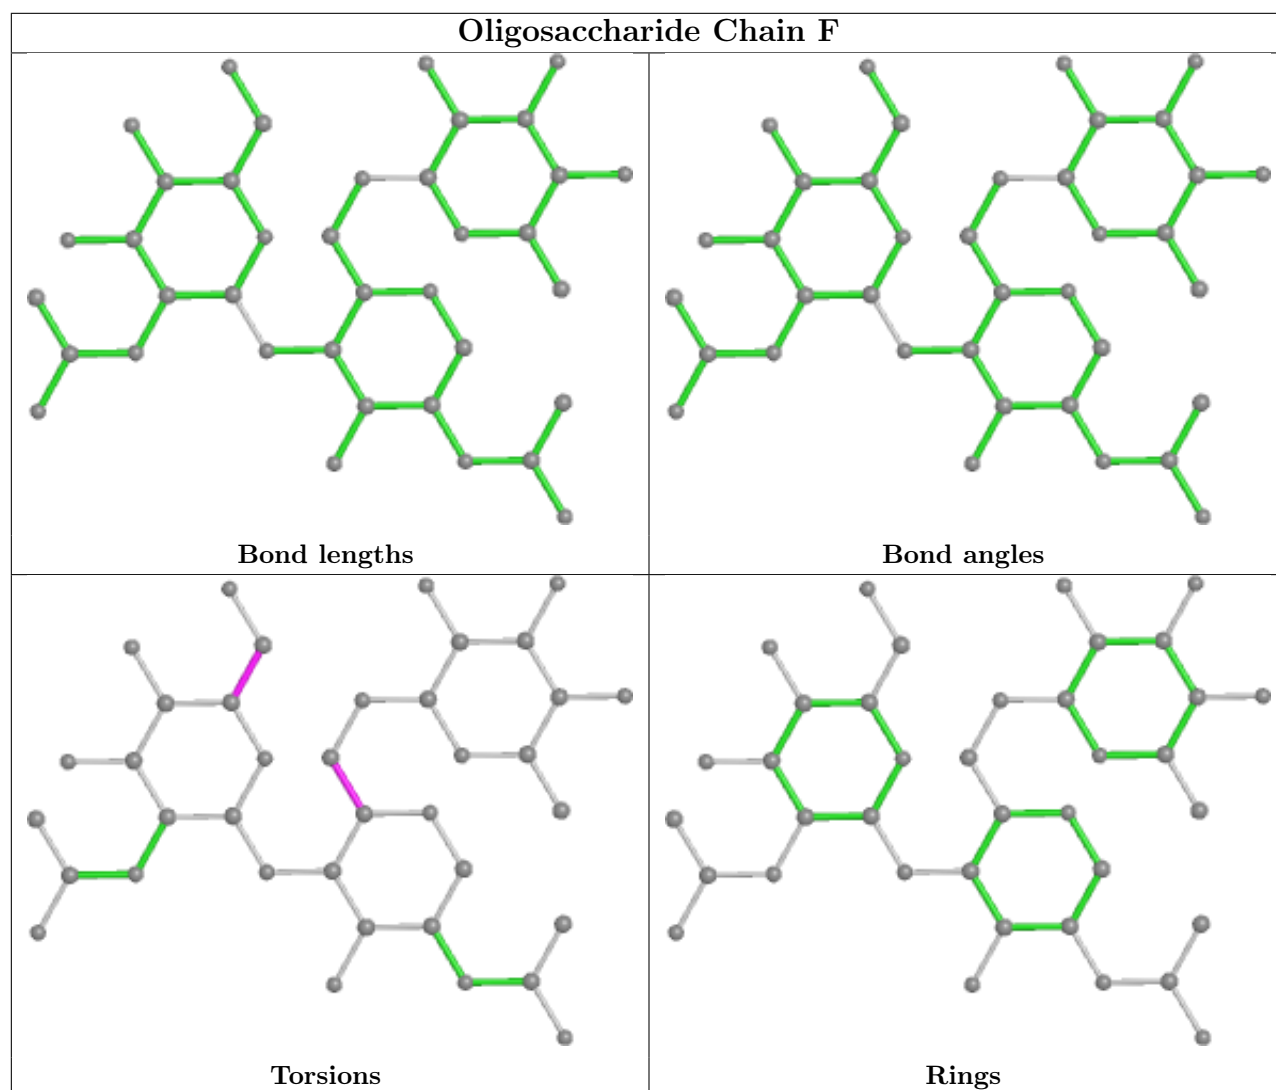 Oligosaccharide Chain F
Bond lengths
Bond angles
Torsions
Rings